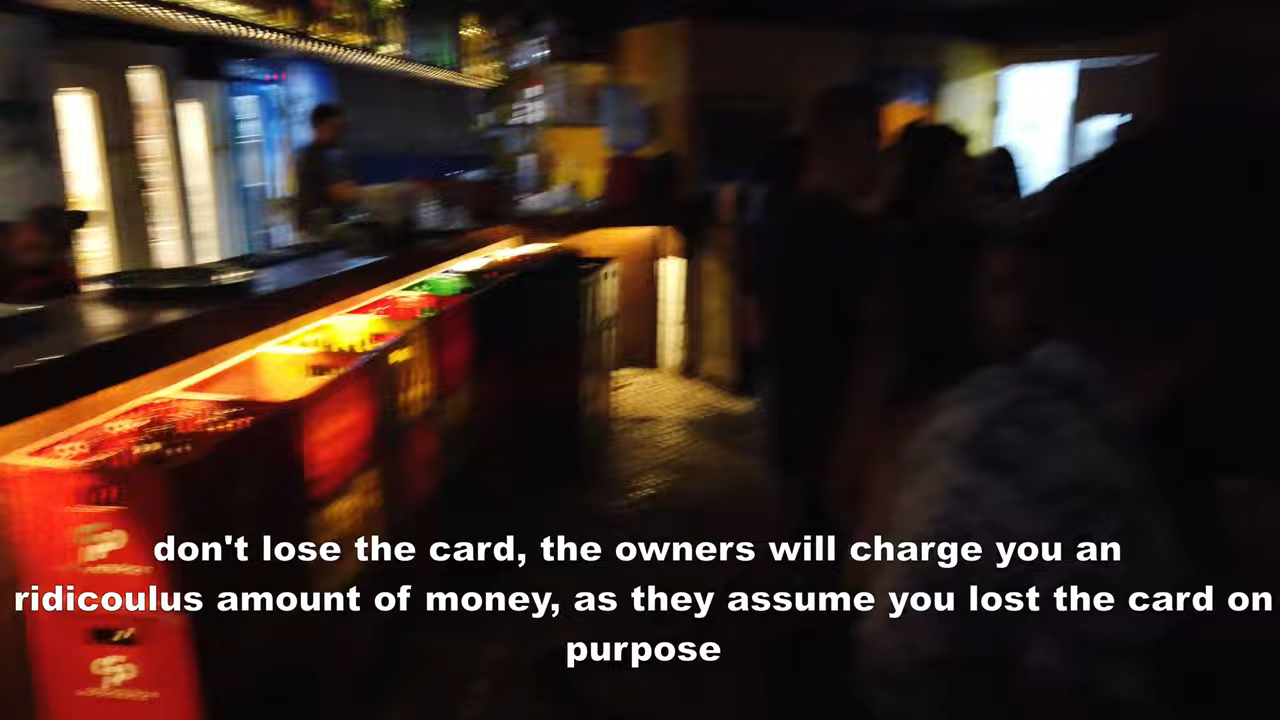 don't lose the card, the owners will charge you an
ridicoulus amount of money, as they assume you lost the card on
purpose